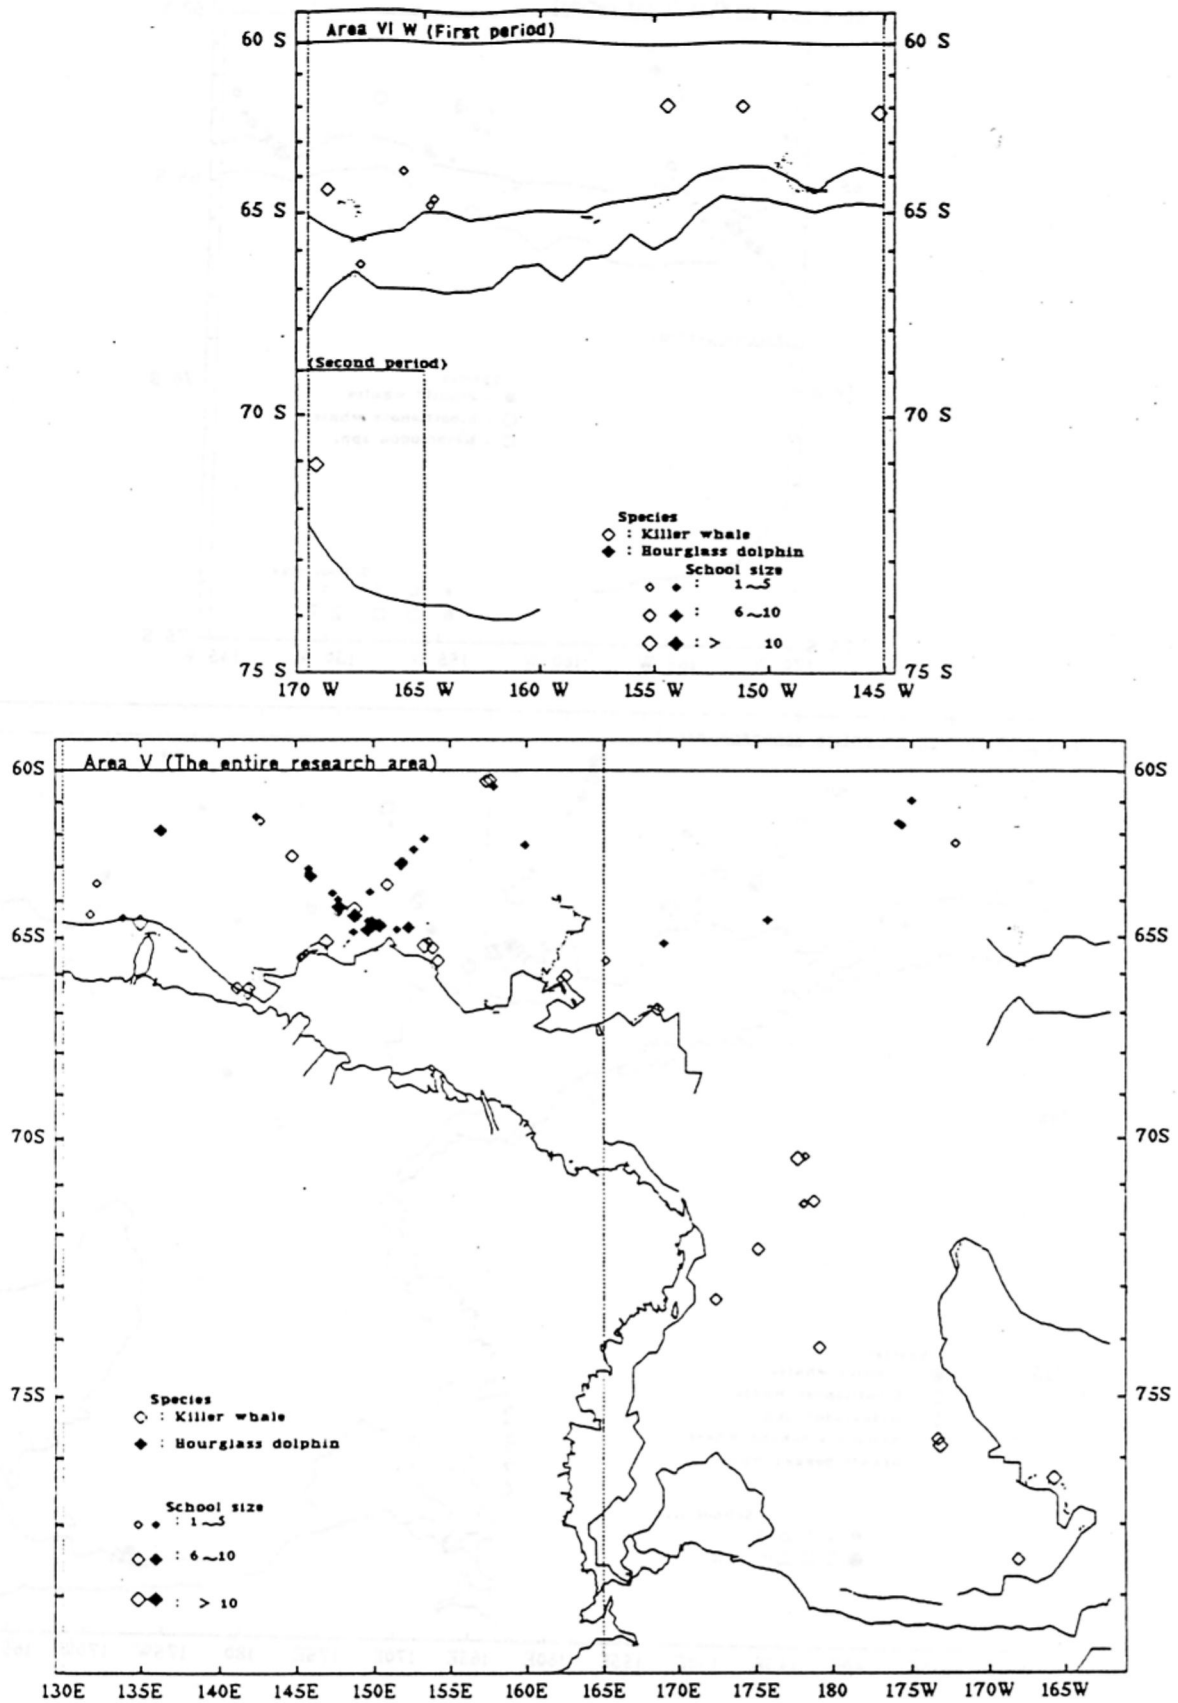 Area VI W (First period)
60 S 60 S
65 S 65 S
(Second period)
70 S 70 S
Species
◇ : Killer whale
◆ : Hourglass dolphin
School size
◇ ◆ : 1~5
◇ ◆ : 6~10
◇ ◆ : > 10
75 S 75 S
170 W 165 W 160 W 155 W 150 W 145 W
Area V (The entire research area)
60S 60S
65S 65S
70S 70S
75S 75S
Species
◇ : Killer whale
◆ : Hourglass dolphin
School size
◇ ◆ : 1~5
◇ ◆ : 6~10
◇ ◆ : > 10
130E 135E 140E 145E 150E 155E 160E 165E 170E 175E 180 175W 170W 165W